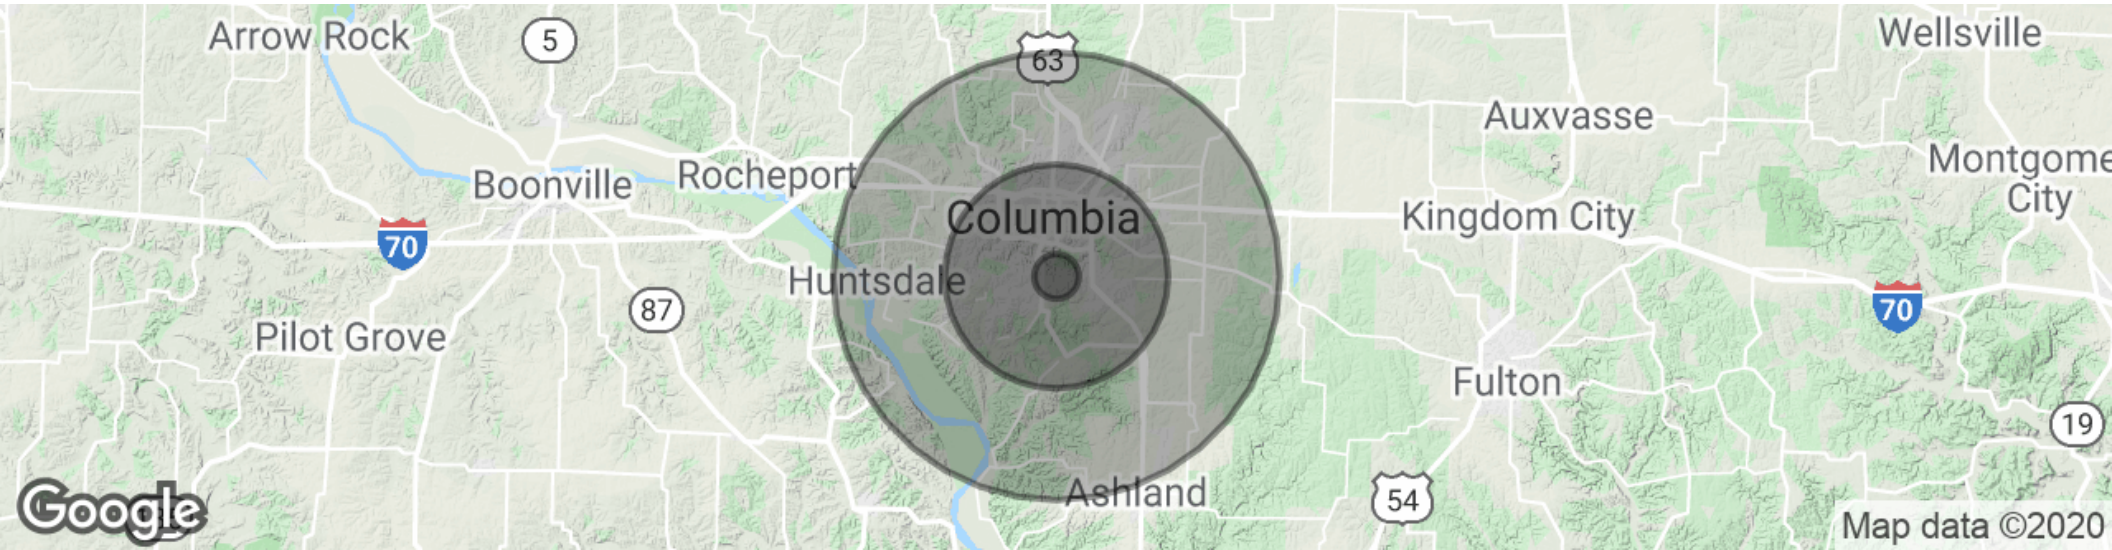 Arrow Rock
5
63
Wellsville
Auxvasse
Montgome
City
Boonville
Rocheport
Columbia
Kingdom City
70
Huntsdale
87
70
Pilot Grove
Fulton
19
Ashland
54
Google
Map data ©2020